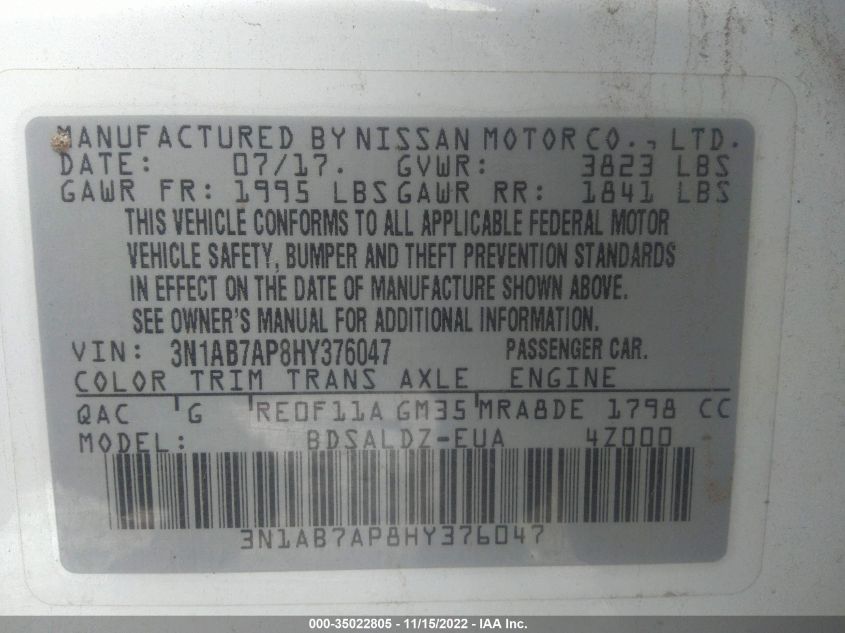 MANUFACTURED BY NISSAN MOTOR CO., LTD.
DATE: 07/17. GVWR: 3823 LBS
GAWR FR: 1995 LBS GAWR RR: 1841 LBS
THIS VEHICLE CONFORMS TO ALL APPLICABLE FEDERAL MOTOR
VEHICLE SAFETY, BUMPER AND THEFT PREVENTION STANDARDS
IN EFFECT ON THE DATE OF MANUFACTURE SHOWN ABOVE.
SEE OWNER'S MANUAL FOR ADDITIONAL INFORMATION.
VIN: 3N1AB7AP8HY376047 PASSENGER CAR.
COLOR TRIM TRANS AXLE ENGINE
QAC G RE0F11A GM35 MRA8DE 1798 CC
MODEL: BDSALDZ-EUA 4Z000
3N1AB7AP8HY376047
000-35022805 - 11/15/2022 - IAA Inc.